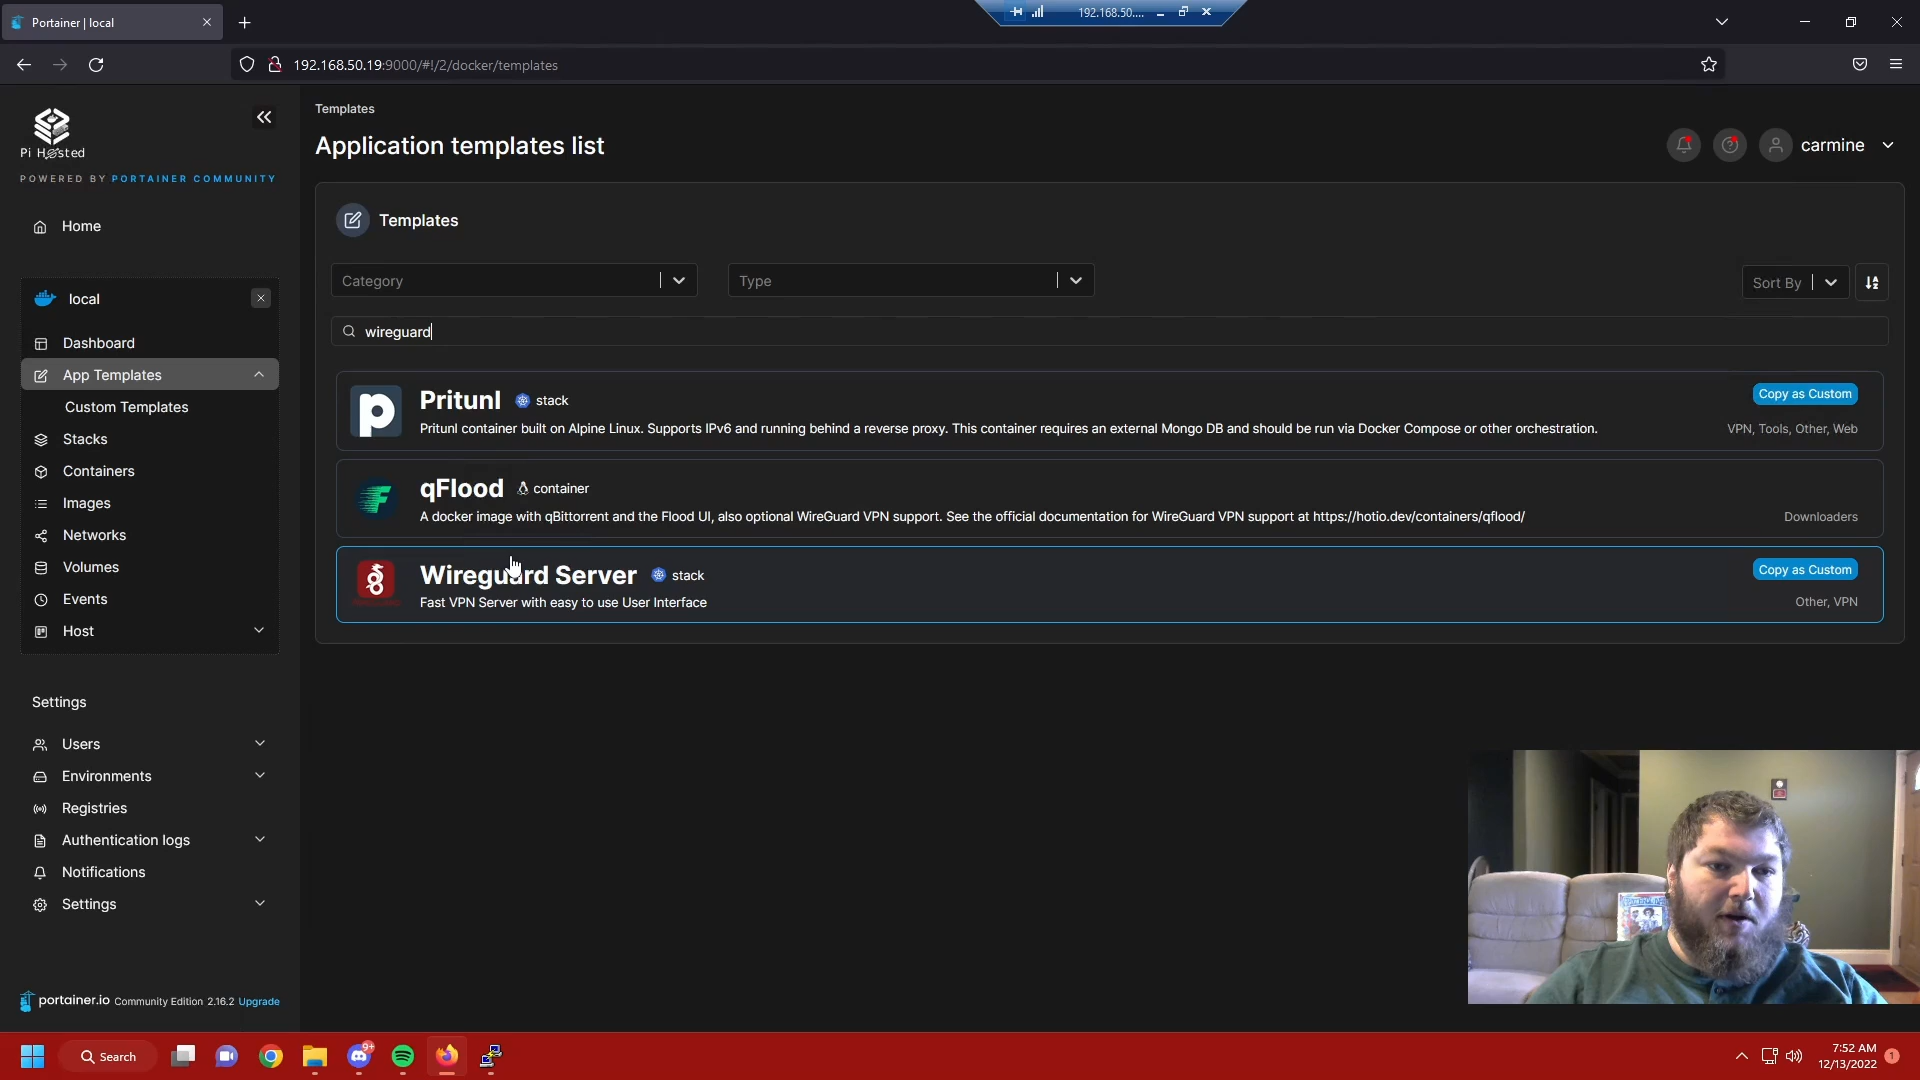 Portainer | local
192.168.50....
192.168.50.19:9000/#!/2/docker/templates
Pi Hosted
POWERED BY PORTAINER COMMUNITY
Home
local
Dashboard
App Templates
Custom Templates
Stacks
Containers
Images
Networks
Volumes
Events
Host
Settings
Users
Environments
Registries
Authentication logs
Notifications
Settings
portainer.io Community Edition 2.16.2 Upgrade
Templates
Application templates list
carmine
Templates
Category
Type
Sort By
wireguard
Pritunl stack
Copy as Custom
Pritunl container built on Alpine Linux. Supports IPv6 and running behind a reverse proxy. This container requires an external Mongo DB and should be run via Docker Compose or other orchestration.
VPN, Tools, Other, Web
qFlood container
A docker image with qBittorrent and the Flood UI, also optional WireGuard VPN support. See the official documentation for WireGuard VPN support at https://hotio.dev/containers/qflood/
Downloaders
Wireguard Server stack
Copy as Custom
Fast VPN Server with easy to use User Interface
Other, VPN
Search
9+
7:52 AM
12/13/2022
1